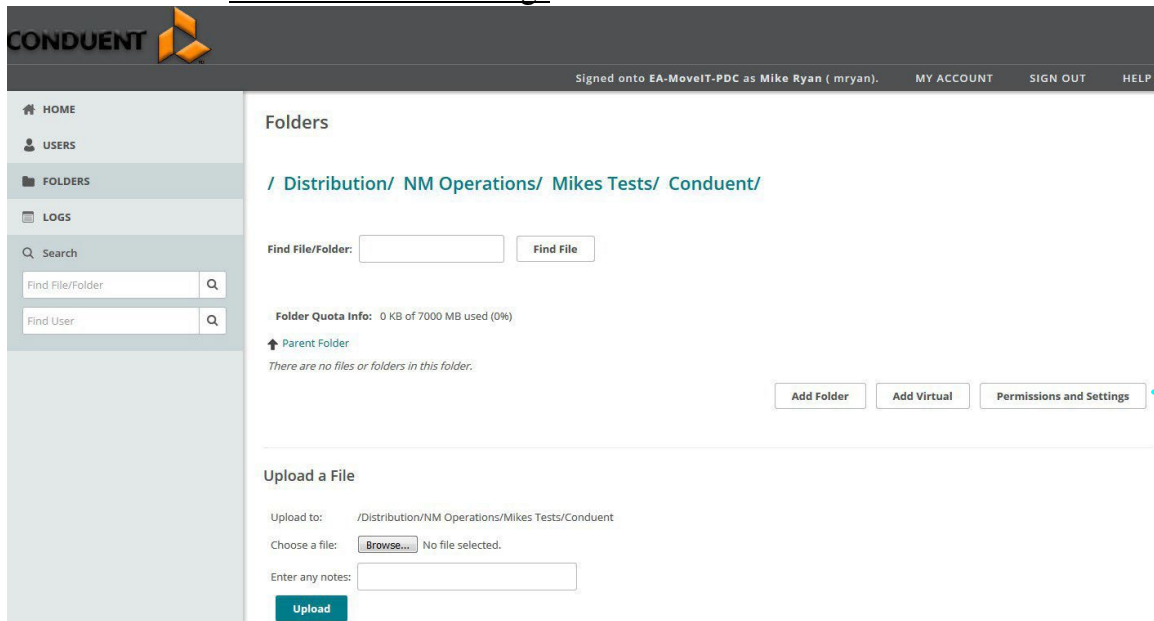 CONDUENT
Signed onto EA-MoveIT-PDC as Mike Ryan ( mryan). MY ACCOUNT SIGN OUT HELP
HOME
USERS
FOLDERS
LOGS
Search
Find File/Folder
Find User
Folders
/ Distribution/ NM Operations/ Mikes Tests/ Conduent/
Find File/Folder: Find File
Folder Quota Info: 0 KB of 7000 MB used (0%)
Parent Folder
There are no files or folders in this folder.
Add Folder Add Virtual Permissions and Settings
Upload a File
Upload to: /Distribution/NM Operations/Mikes Tests/Conduent
Choose a file: Browse... No file selected.
Enter any notes:
Upload